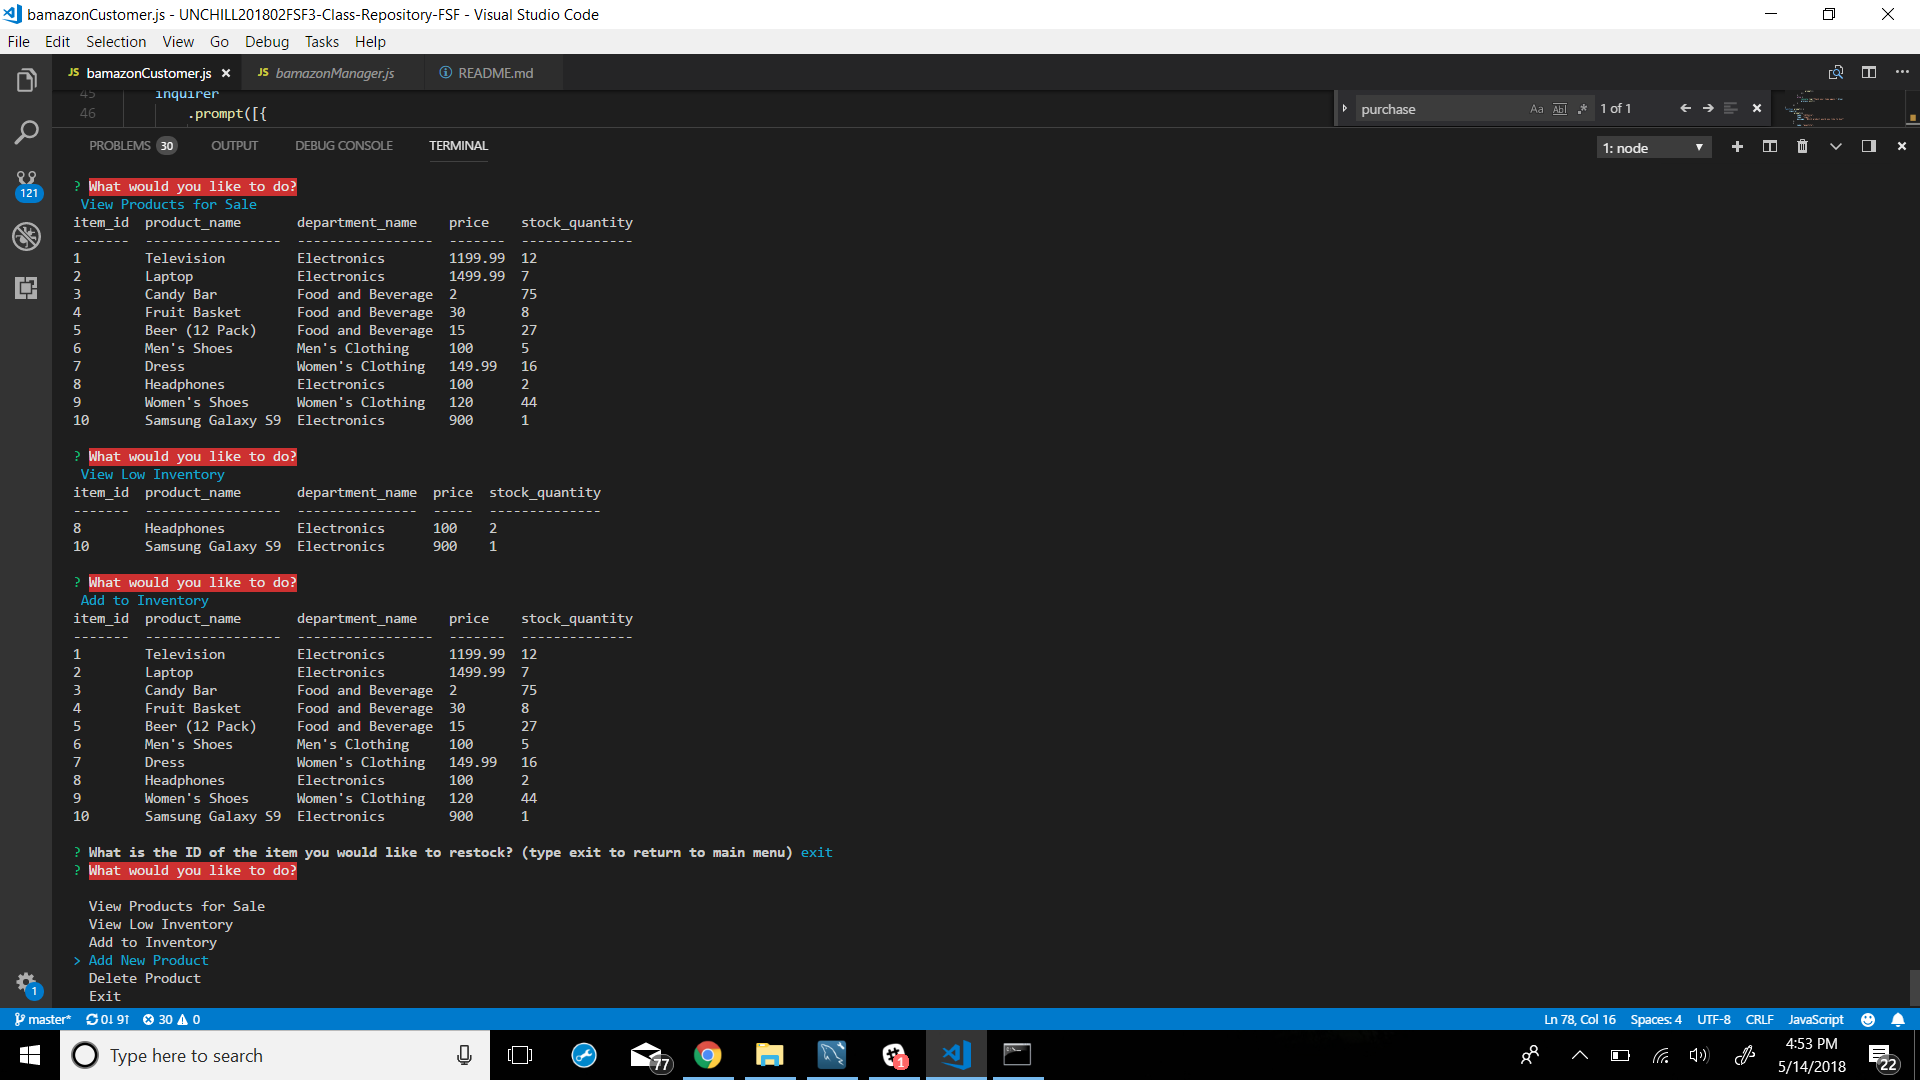 bamazonCustomer.js - UNCHILL201802FSF3-Class-Repository-FSF - Visual Studio Code
File Edit Selection View Go Debug Tasks Help
JS bamazonCustomer.js JS bamazonManager.js README.md
45 inquirer
46 .prompt([{
purchase Aa Abl .* 1 of 1
PROBLEMS 30 OUTPUT DEBUG CONSOLE TERMINAL 1: node
121
? What would you like to do?
View Products for Sale
item_id product_name department_name price stock_quantity
------- ----------------- ----------------- ------- --------------
1 Television Electronics 1199.99 12
2 Laptop Electronics 1499.99 7
3 Candy Bar Food and Beverage 2 75
4 Fruit Basket Food and Beverage 30 8
5 Beer (12 Pack) Food and Beverage 15 27
6 Men's Shoes Men's Clothing 100 5
7 Dress Women's Clothing 149.99 16
8 Headphones Electronics 100 2
9 Women's Shoes Women's Clothing 120 44
10 Samsung Galaxy S9 Electronics 900 1
? What would you like to do?
View Low Inventory
item_id product_name department_name price stock_quantity
------- ----------------- --------------- ----- --------------
8 Headphones Electronics 100 2
10 Samsung Galaxy S9 Electronics 900 1
? What would you like to do?
Add to Inventory
item_id product_name department_name price stock_quantity
------- ----------------- ----------------- ------- --------------
1 Television Electronics 1199.99 12
2 Laptop Electronics 1499.99 7
3 Candy Bar Food and Beverage 2 75
4 Fruit Basket Food and Beverage 30 8
5 Beer (12 Pack) Food and Beverage 15 27
6 Men's Shoes Men's Clothing 100 5
7 Dress Women's Clothing 149.99 16
8 Headphones Electronics 100 2
9 Women's Shoes Women's Clothing 120 44
10 Samsung Galaxy S9 Electronics 900 1
? What is the ID of the item you would like to restock? (type exit to return to main menu) exit
? What would you like to do?
View Products for Sale
View Low Inventory
Add to Inventory
> Add New Product
Delete Product
Exit
1
master* 0↓ 9↑ 30 0 Ln 78, Col 16 Spaces: 4 UTF-8 CRLF JavaScript
Type here to search 77 1 4:53 PM
5/14/2018 22